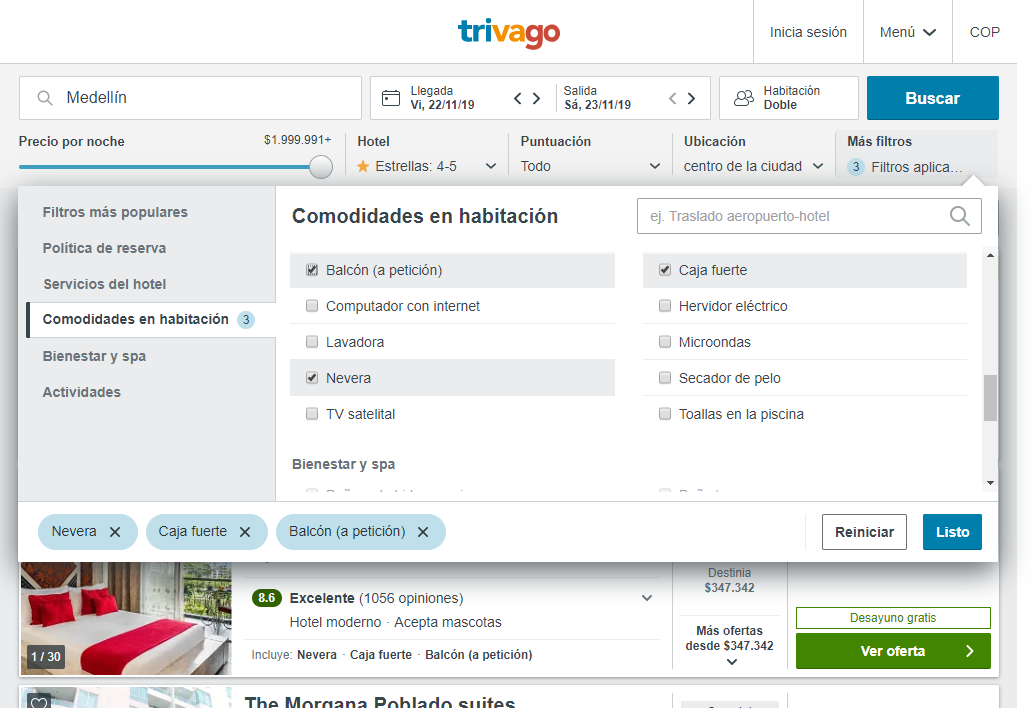 trivago
Inicia sesión
Menú
COP
Medellín
Llegada
Vi, 22/11/19
Salida
Sá, 23/11/19
Habitación
Doble
Buscar
Precio por noche
$1.999.991+
Hotel
Estrellas: 4-5
Puntuación
Todo
Ubicación
centro de la ciudad
Más filtros
3 Filtros aplica...
Filtros más populares
Política de reserva
Servicios del hotel
Comodidades en habitación 3
Bienestar y spa
Actividades
Comodidades en habitación
ej. Traslado aeropuerto-hotel
Balcón (a petición)
Caja fuerte
Computador con internet
Hervidor eléctrico
Lavadora
Microondas
Nevera
Secador de pelo
TV satelital
Toallas en la piscina
Bienestar y spa
Nevera
Caja fuerte
Balcón (a petición)
Reiniciar
Listo
1 / 30
8.6 Excelente (1056 opiniones)
Hotel moderno · Acepta mascotas
Incluye: Nevera · Caja fuerte · Balcón (a petición)
Destinia
$347.342
Más ofertas
desde $347.342
Desayuno gratis
Ver oferta
The Morgana Poblado suites